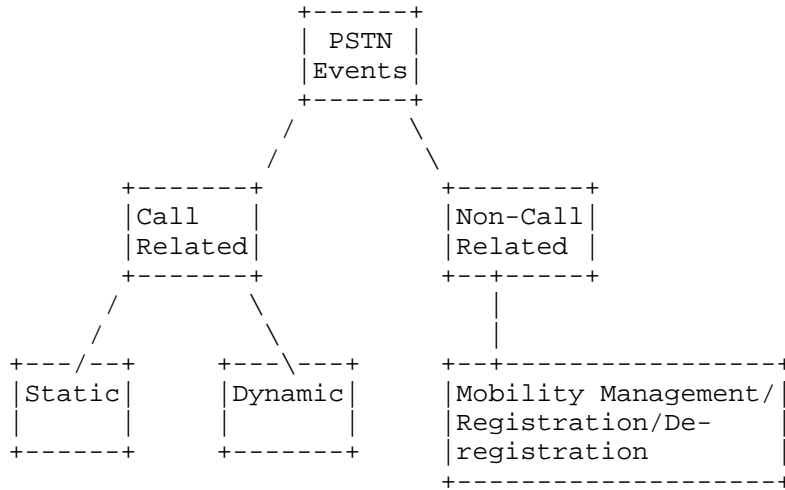 PSTN
Events
Call
Related
Non-Call
Related
Static
Dynamic
Mobility Management/
Registration/De-
registration